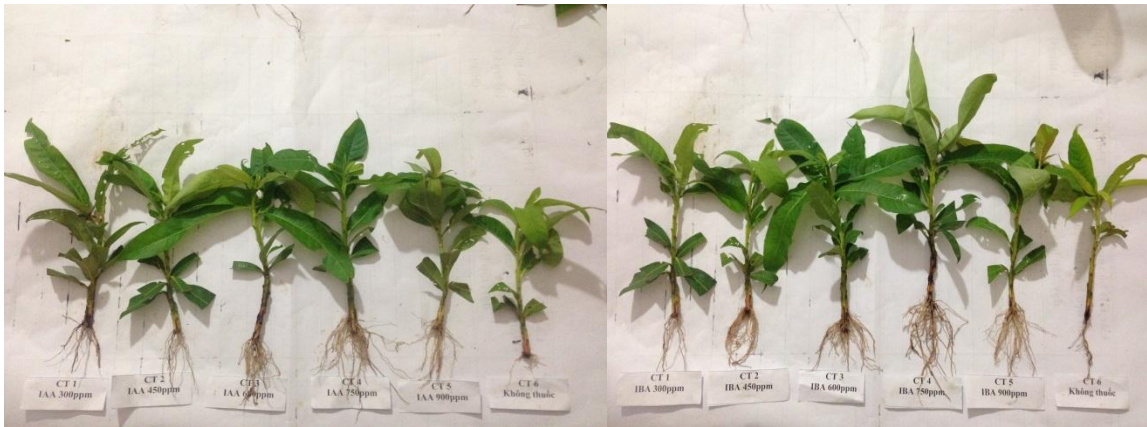 CT 1
IAA 300ppm
CT 2
IAA 450ppm
CT 3
IAA 600ppm
CT 4
IAA 750ppm
CT 5
IAA 900ppm
CT 6
Không thuốc
CT 1
IBA 300ppm
CT 2
IBA 450ppm
CT 3
IBA 600ppm
CT 4
IBA 750ppm
CT 5
IBA 900ppm
CT 6
Không thuốc